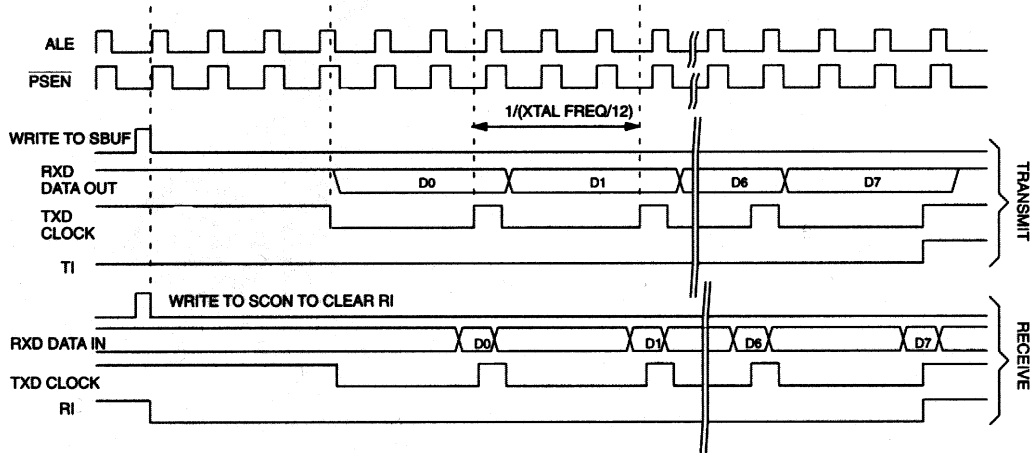 ALE
PSEN
1/(XTAL FREQ/12)
WRITE TO SBUF
RXD
DATA OUT
D0
D1
D6
D7
TXD
CLOCK
TI
TRANSMIT
WRITE TO SCON TO CLEAR RI
RXD DATA IN
D0
D1
D6
D7
TXD CLOCK
RI
RECEIVE